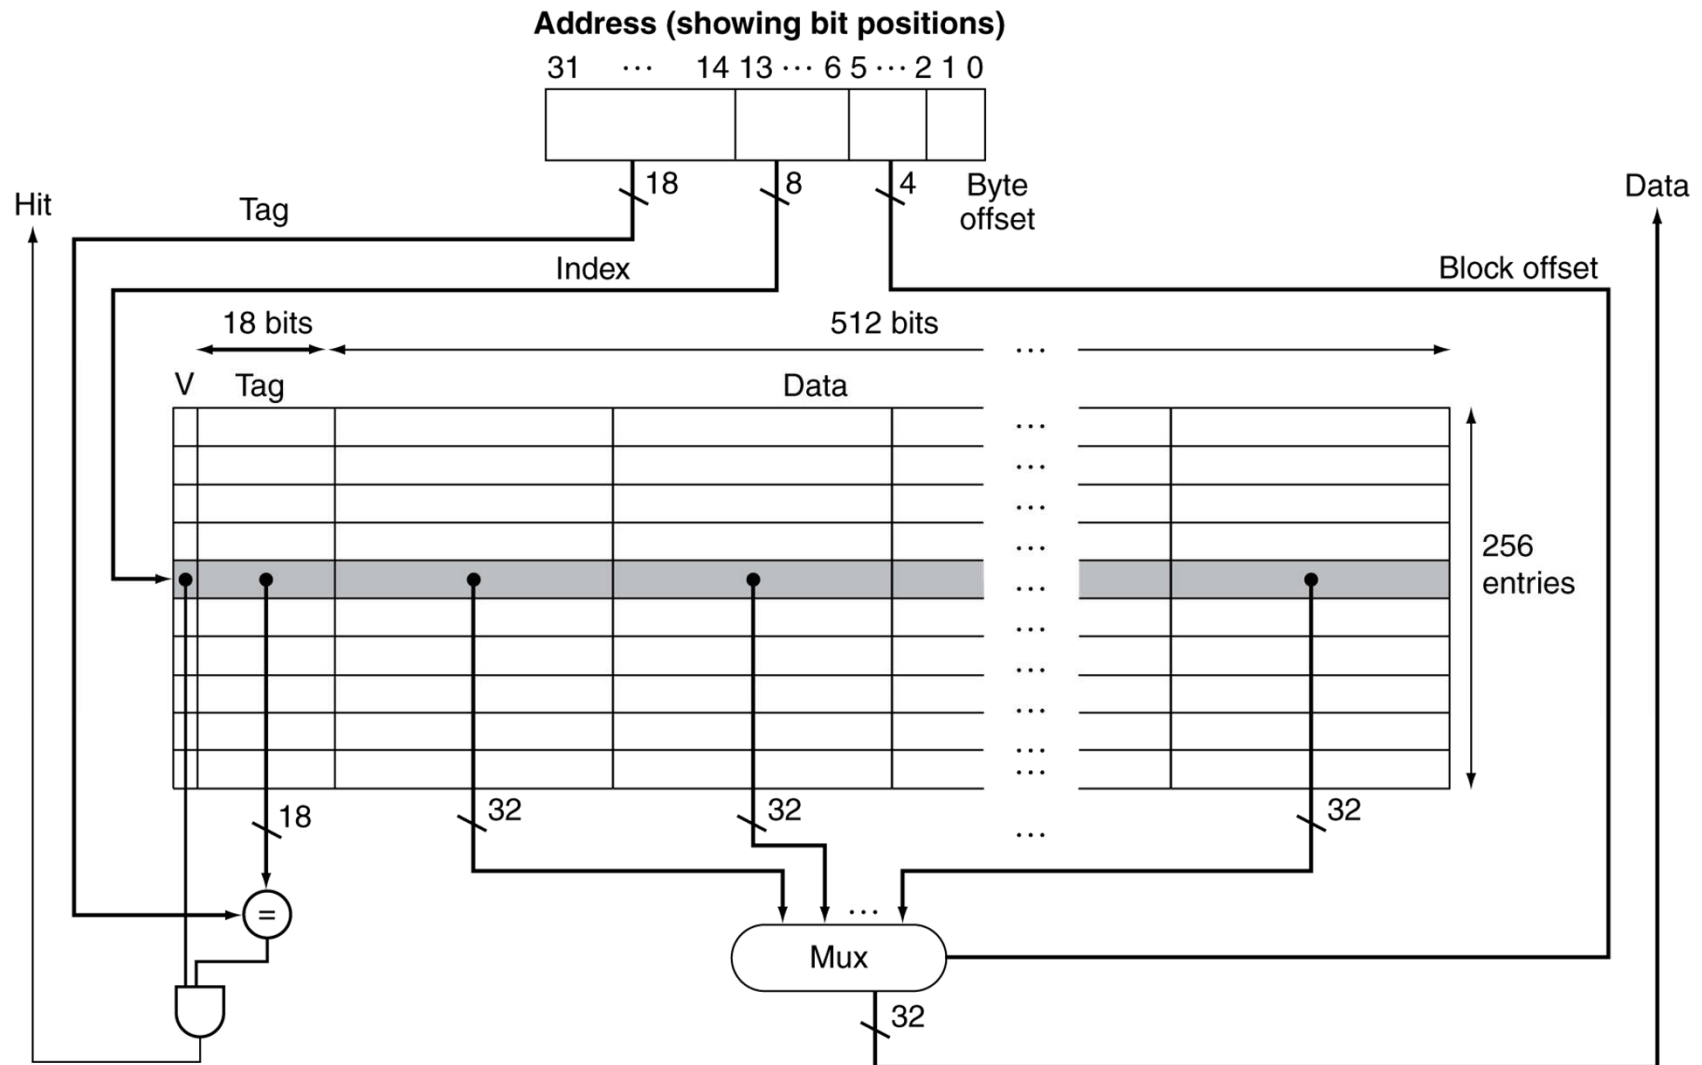 Address (showing bit positions)
31 ··· 14 13 ··· 6 5 ··· 2 1 0
18 8 4 Byte
offset
Hit
Data
Tag
Index
Block offset
18 bits
512 bits
...
V Tag Data
...
...
...
...
...
...
...
...
...
...
256
entries
18
32
32
...
32
=
...
Mux
32